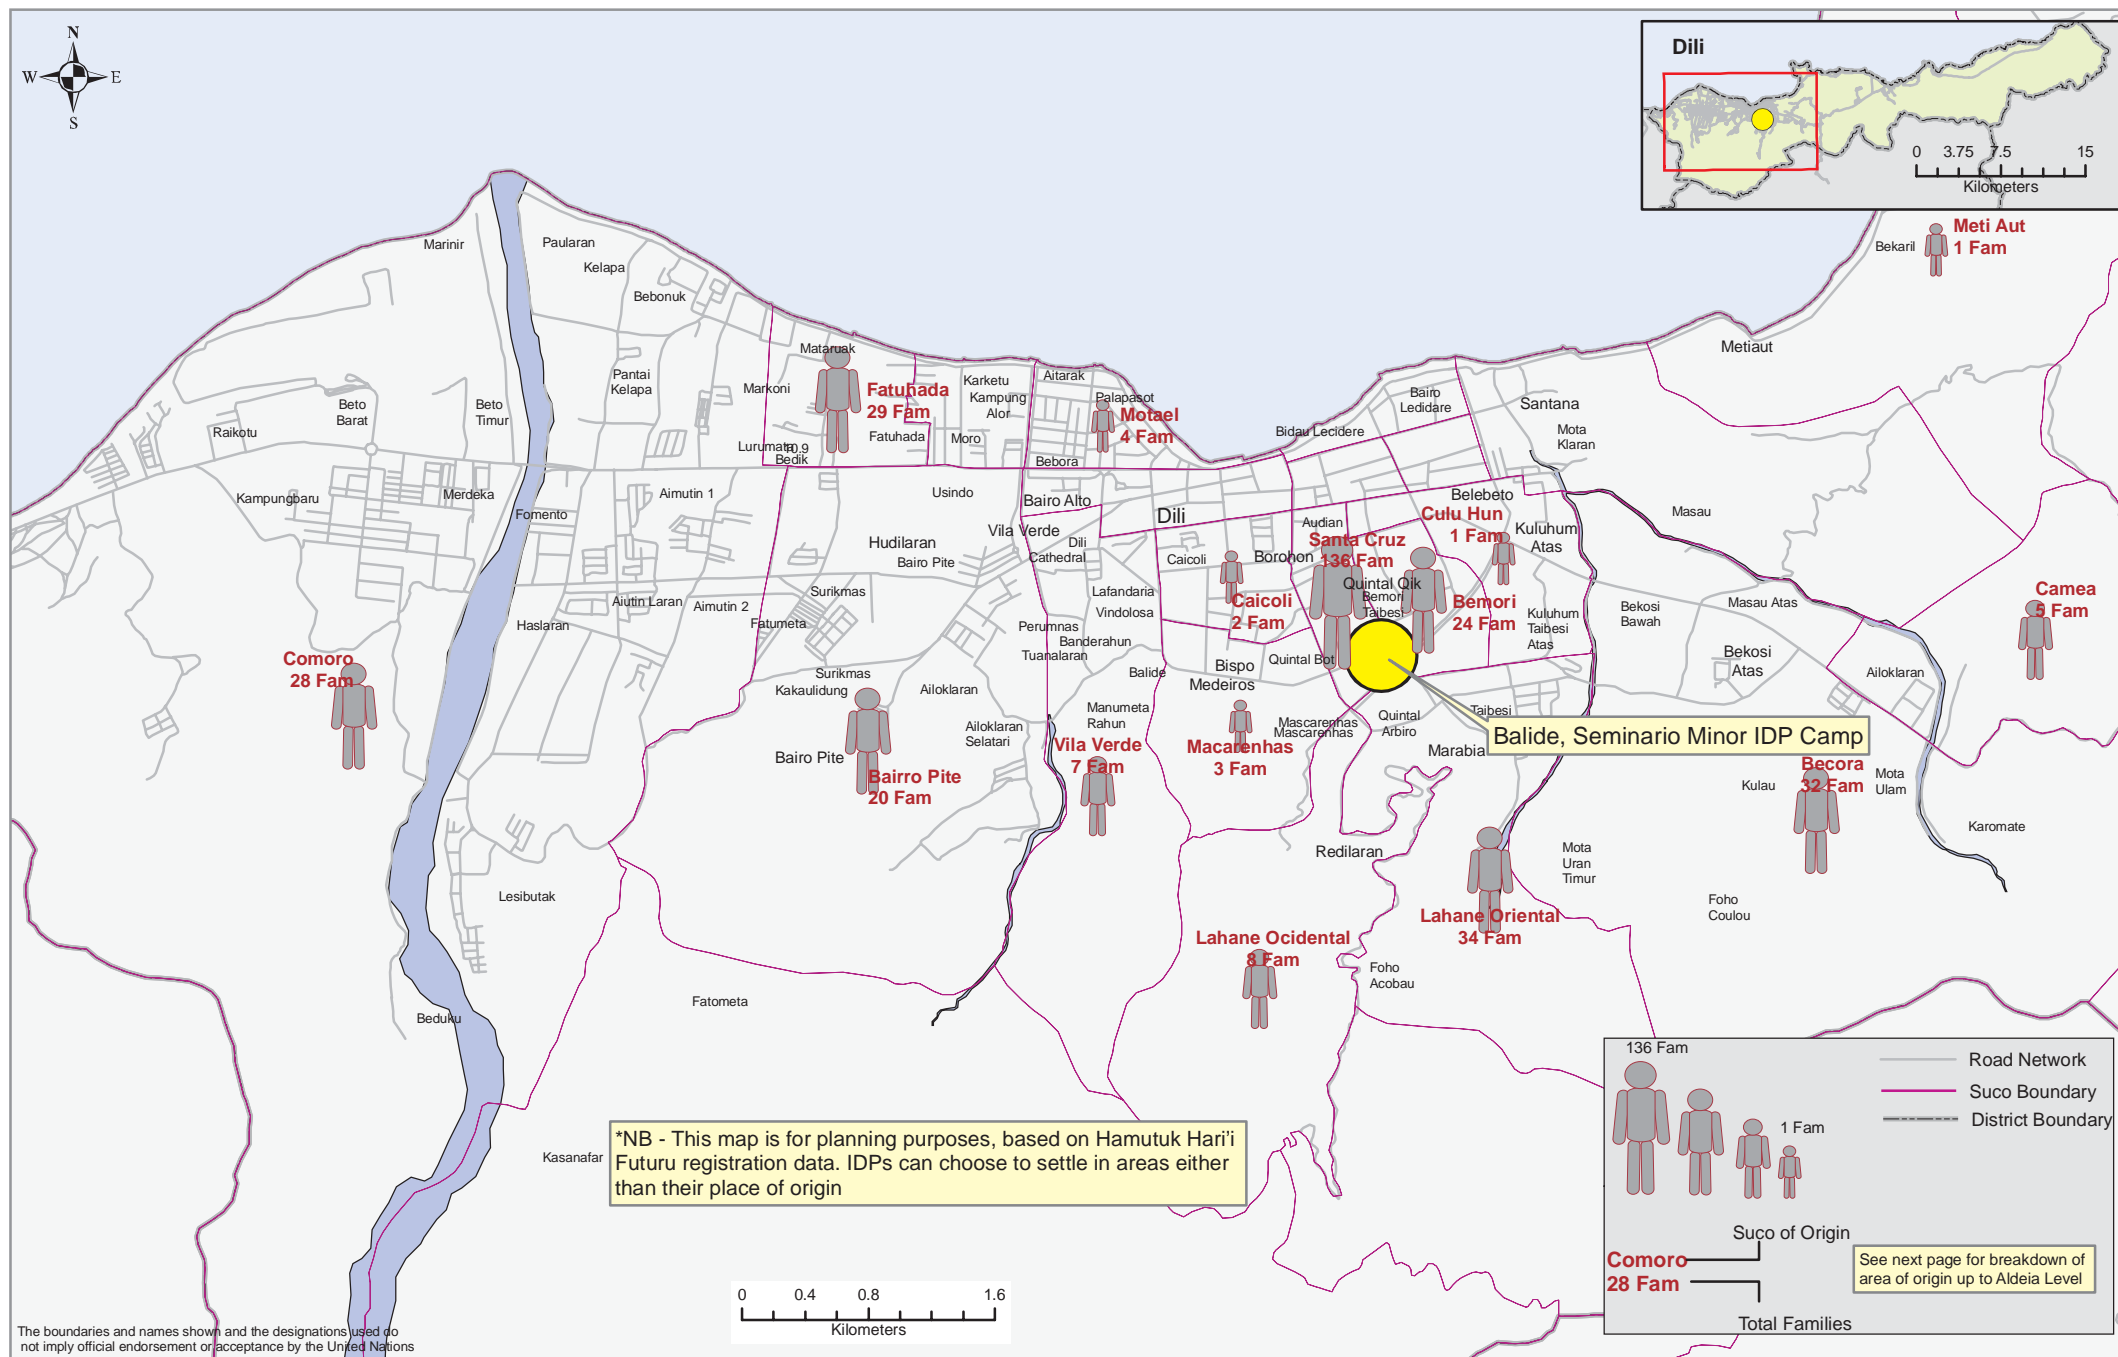 N
W
E
S
Dili
0 3.75 7.5 15
Kilometers
Meti Aut
1 Fam
Bekaril
Marinir
Paularan
Kelapa
Bebonuk
Metiaut
Mataruak
Markoni
Pantai
Kelapa
Fatuhada
29 Fam
Fatuhada
Karketu
Kampung
Alor
Moro
Aitarak
Palapasot
Motael
4 Fam
Bebora
Beto
Barat
Beto
Timur
Raikotu
Lurumata
Bedik
10.9
Bairo
Ledidare
Bidau Lecidere
Santana
Mota
Klaran
Kampungbaru
Merdeka
Fomento
Aimutin 1
Usindo
Bairo Alto
Vila Verde
Dili
Dili
Cathedral
Hudilaran
Bairo Pite
Belebeto
Culu Hun
1 Fam
Kuluhum
Atas
Masau
Audian
Santa Cruz
136 Fam
Borohon
Caicoli
Caicoli
2 Fam
Quintal Qik
Bemori
Taibesi
Bemori
24 Fam
Kuluhum
Taibesi
Atas
Bekosi
Bawah
Masau Atas
Camea
5 Fam
Surikmas
Aiutin Laran
Aimutin 2
Fatumeta
Haslaran
Lafandaria
Vindolosa
Perumnas
Banderahun
Tuanalaran
Balide
Bispo
Medeiros
Quintal Bot
Bekosi
Atas
Ailoklaran
Comoro
28 Fam
Surikmas
Kakaulidung
Ailoklaran
Ailoklaran
Selatari
Manumeta
Rahun
Vila Verde
7 Fam
Bairo Pite
Bairro Pite
20 Fam
Macarenhas
3 Fam
Mascarenhas
Mascarenhas
Quintal
Arbiro
Taibesi
Marabia
Balide, Seminario Minor IDP Camp
Becora
32 Fam
Kulau
Mota
Ulam
Karomate
Redilaran
Mota
Uran
Timur
Foho
Coulou
Lesibutak
Lahane Oriental
34 Fam
Lahane Ocidental
8 Fam
Foho
Acobau
Fatometa
Beduku
Kasanafar
*NB - This map is for planning purposes, based on Hamutuk Hari'i
Futuru registration data. IDPs can choose to settle in areas either
than their place of origin
136 Fam
1 Fam
Road Network
Suco Boundary
District Boundary
Suco of Origin
Comoro
28 Fam
Total Families
See next page for breakdown of
area of origin up to Aldeia Level
0 0.4 0.8 1.6
Kilometers
The boundaries and names shown and the designations used do
not imply official endorsement or acceptance by the United Nations